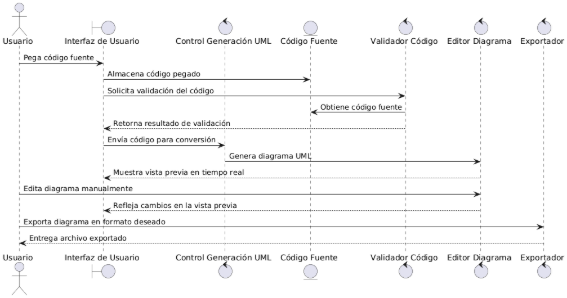 Usuario Interfaz de Usuario Control Generación UML Código Fuente Validador Código Editor Diagrama Exportador
Pega código fuente
Almacena código pegado
Solicita validación del código
Obtiene código fuente
Retorna resultado de validación
Envía código para conversión
Genera diagrama UML
Muestra vista previa en tiempo real
Edita diagrama manualmente
Refleja cambios en la vista previa
Exporta diagrama en formato deseado
Entrega archivo exportado
Usuario Interfaz de Usuario Control Generación UML Código Fuente Validador Código Editor Diagrama Exportador